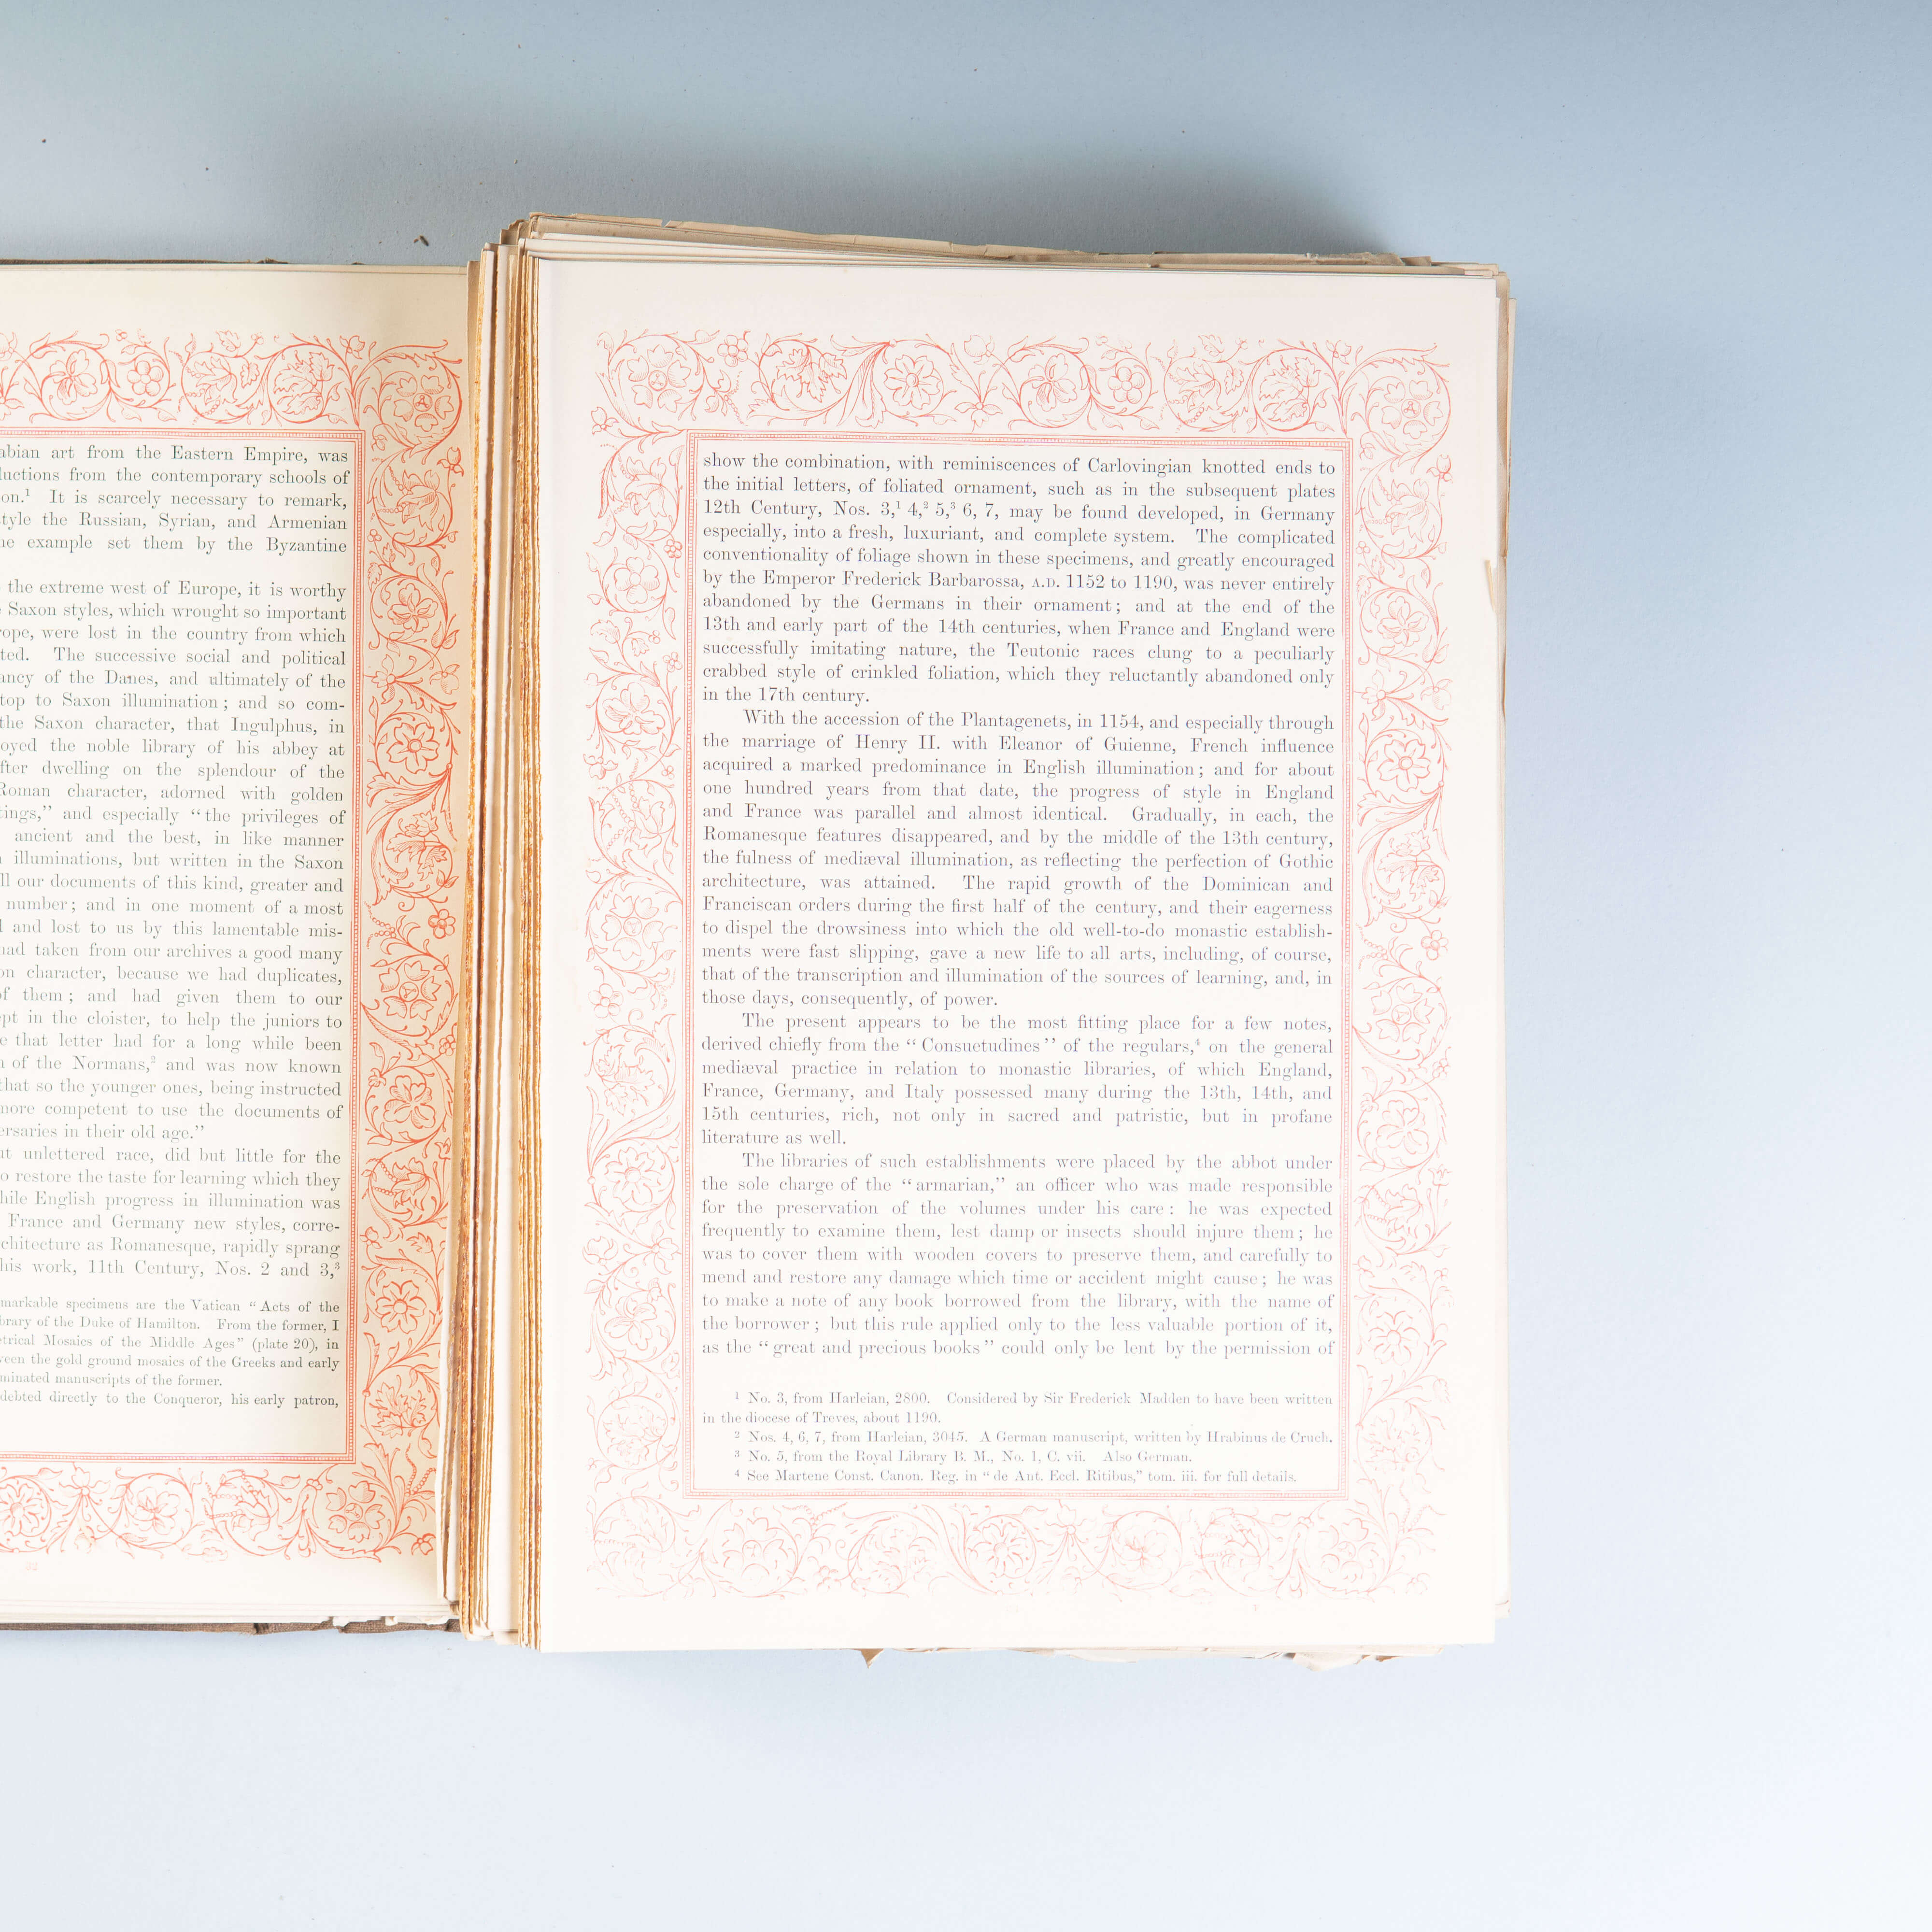 abian art from the Eastern Empire, was
ductions from the contemporary schools of
on.¹ It is scarcely necessary to remark,
style the Russian, Syrian, and Armenian
he example set them by the Byzantine
the extreme west of Europe, it is worthy
Saxon styles, which wrought so important
rope, were lost in the country from which
ted. The successive social and political
ancy of the Danes, and ultimately of the
top to Saxon illumination; and so com-
the Saxon character, that Ingulphus, in
oyed the noble library of his abbey at
fter dwelling on the splendour of the
Roman character, adorned with golden
tings,” and especially “the privileges of
ancient and the best, in like manner
illuminations, but written in the Saxon
ll our documents of this kind, greater and
number; and in one moment of a most
l and lost to us by this lamentable mis-
had taken from our archives a good many
on character, because we had duplicates,
of them; and had given them to our
pt in the cloister, to help the juniors to
e that letter had for a long while been
n of the Normans,² and was now known
that so the younger ones, being instructed
more competent to use the documents of
ersaries in their old age.”
ut unlettered race, did but little for the
o restore the taste for learning which they
hile English progress in illumination was
France and Germany new styles, corre-
chitecture as Romanesque, rapidly sprang
his work, 11th Century, Nos. 2 and 3,³
markable specimens are the Vatican “Acts of the
brary of the Duke of Hamilton. From the former, I
etrical Mosaics of the Middle Ages” (plate 20), in
ween the gold ground mosaics of the Greeks and early
minated manuscripts of the former.
debted directly to the Conqueror, his early patron,
show the combination, with reminiscences of Carlovingian knotted ends to
the initial letters, of foliated ornament, such as in the subsequent plates
12th Century, Nos. 3,¹ 4,² 5,³ 6, 7, may be found developed, in Germany
especially, into a fresh, luxuriant, and complete system. The complicated
conventionality of foliage shown in these specimens, and greatly encouraged
by the Emperor Frederick Barbarossa, A.D. 1152 to 1190, was never entirely
abandoned by the Germans in their ornament; and at the end of the
13th and early part of the 14th centuries, when France and England were
successfully imitating nature, the Teutonic races clung to a peculiarly
crabbed style of crinkled foliation, which they reluctantly abandoned only
in the 17th century.
With the accession of the Plantagenets, in 1154, and especially through
the marriage of Henry II. with Eleanor of Guienne, French influence
acquired a marked predominance in English illumination; and for about
one hundred years from that date, the progress of style in England
and France was parallel and almost identical. Gradually, in each, the
Romanesque features disappeared, and by the middle of the 13th century,
the fulness of mediæval illumination, as reflecting the perfection of Gothic
architecture, was attained. The rapid growth of the Dominican and
Franciscan orders during the first half of the century, and their eagerness
to dispel the drowsiness into which the old well-to-do monastic establish-
ments were fast slipping, gave a new life to all arts, including, of course,
that of the transcription and illumination of the sources of learning, and, in
those days, consequently, of power.
The present appears to be the most fitting place for a few notes,
derived chiefly from the “Consuetudines” of the regulars,⁴ on the general
mediæval practice in relation to monastic libraries, of which England,
France, Germany, and Italy possessed many during the 13th, 14th, and
15th centuries, rich, not only in sacred and patristic, but in profane
literature as well.
The libraries of such establishments were placed by the abbot under
the sole charge of the “armarian,” an officer who was made responsible
for the preservation of the volumes under his care: he was expected
frequently to examine them, lest damp or insects should injure them; he
was to cover them with wooden covers to preserve them, and carefully to
mend and restore any damage which time or accident might cause; he was
to make a note of any book borrowed from the library, with the name of
the borrower; but this rule applied only to the less valuable portion of it,
as the “great and precious books” could only be lent by the permission of
¹ No. 3, from Harleian, 2800. Considered by Sir Frederick Madden to have been written
in the diocese of Treves, about 1190.
² Nos. 4, 6, 7, from Harleian, 3045. A German manuscript, written by Hrabinus de Cruch.
³ No. 5, from the Royal Library B. M., No. 1, C. vii. Also German.
⁴ See Martene Const. Canon. Reg. in “de Ant. Eccl. Ritibus,” tom. iii. for full details.